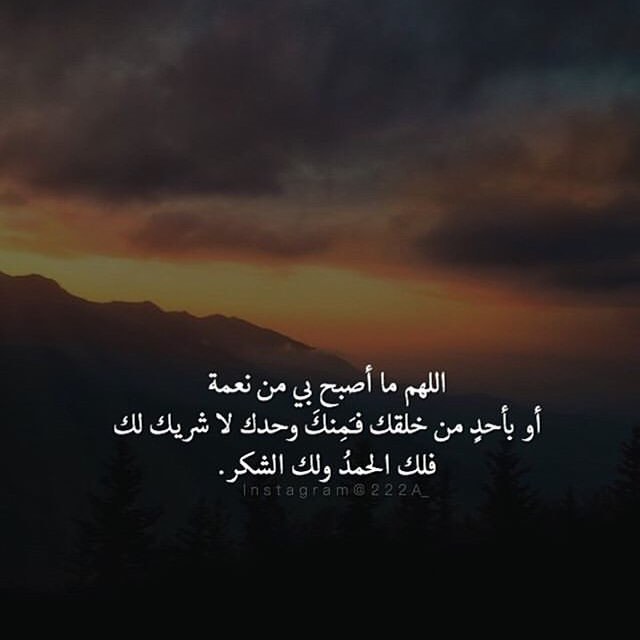 اللهم ما أصبح بي من نعمة
أو بأحدٍ من خلقك فمِنكَ وحدك لا شريك لك
فلك الحمدُ ولك الشكر.
Instagram@222A_